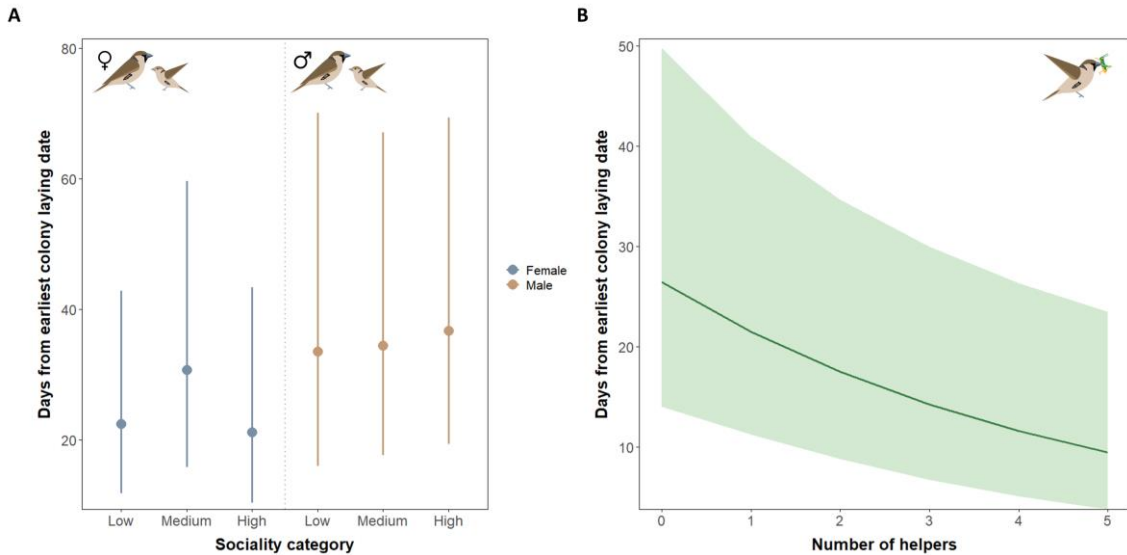 A
80
60
40
20
Days from earliest colony laying date
♀
♂
Low Medium High Low Medium High
Sociality category
Female
Male
B
50
40
30
20
10
Days from earliest colony laying date
0 1 2 3 4 5
Number of helpers